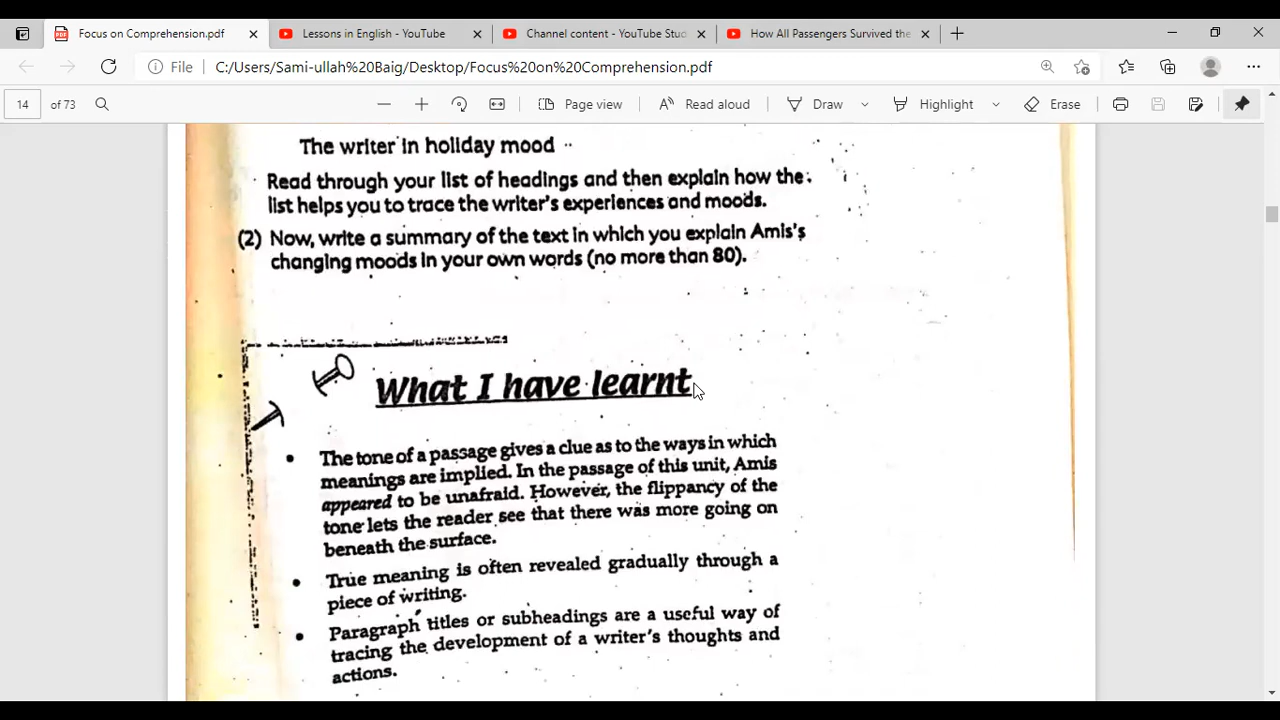 Focus on Comprehension.pdf
Lessons in English - YouTube
Channel content - YouTube Stud
How All Passengers Survived the
File
C:/Users/Sami-ullah%20Baig/Desktop/Focus%20on%20Comprehension.pdf
14 of 73
Page view
Read aloud
Draw
Highlight
Erase
The writer in holiday mood
Read through your list of headings and then explain how the
list helps you to trace the writer's experiences and moods.
(2) Now, write a summary of the text in which you explain Amis's
changing moods in your own words (no more than 80).
What I have learnt
• The tone of a passage gives a clue as to the ways in which
meanings are implied. In the passage of this unit, Amis
appeared to be unafraid. However, the flippancy of the
tone lets the reader see that there was more going on
beneath the surface.
• True meaning is often revealed gradually through a
piece of writing.
• Paragraph titles or subheadings are a useful way of
tracing the development of a writer's thoughts and
actions.